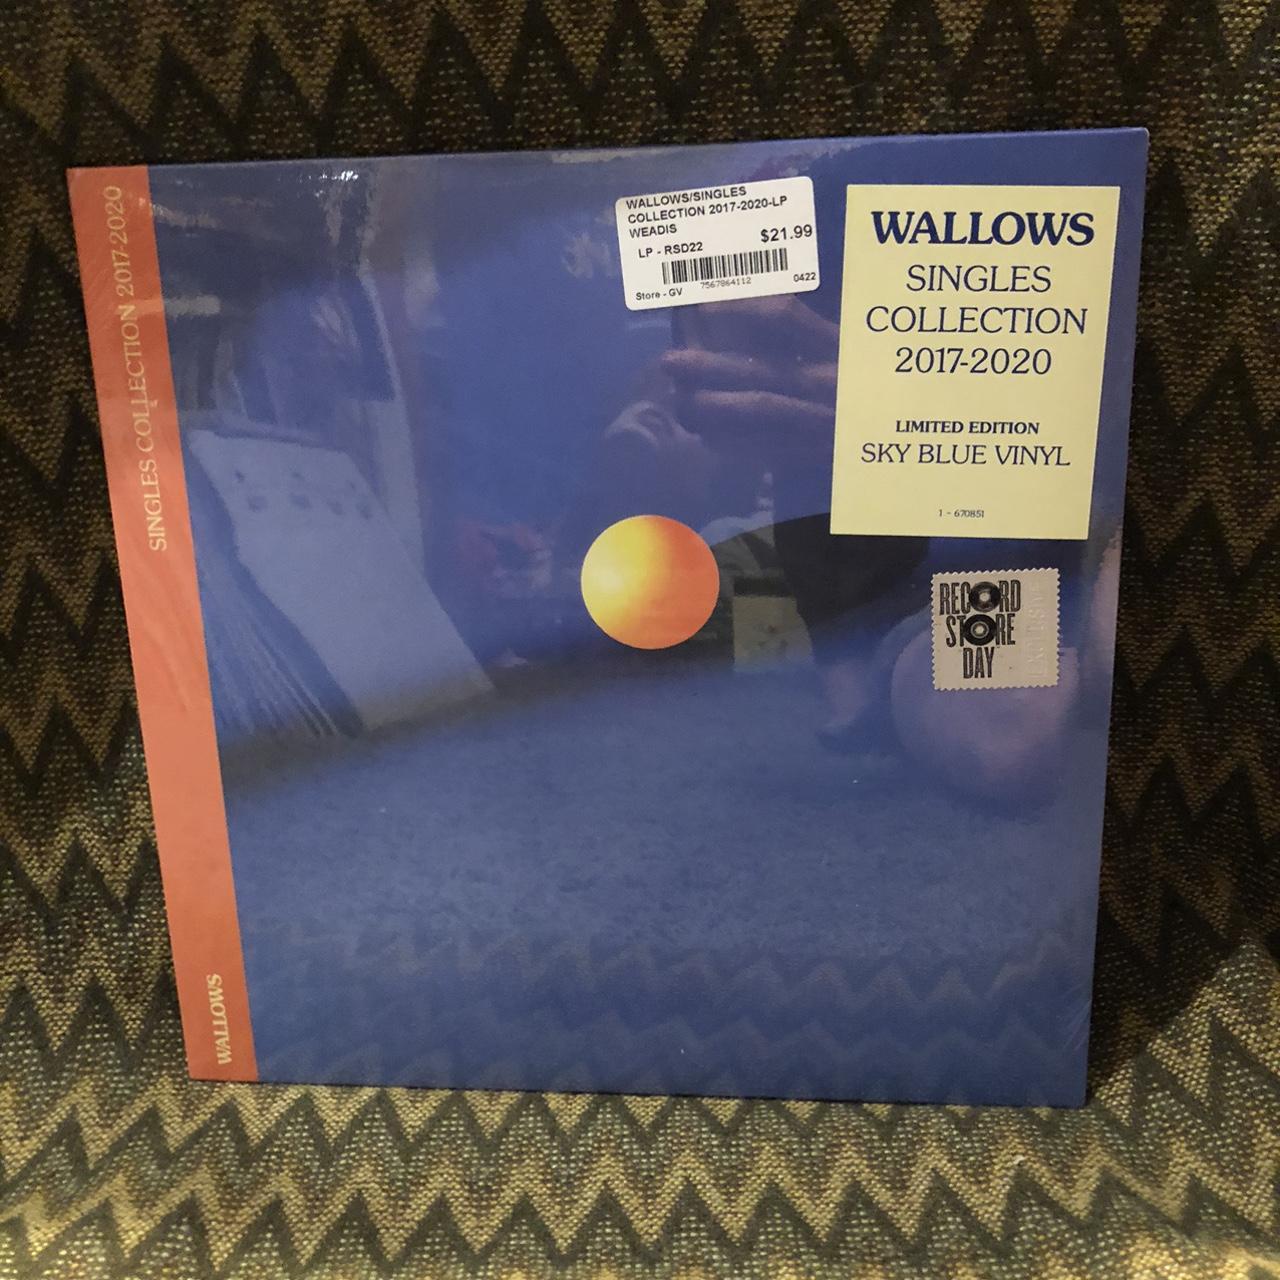 SINGLES COLLECTION 2017-2020
WALLOWS
WALLOWS/SINGLES
COLLECTION 2017-2020-LP
WEADIS
LP - RSD22
$21.99
7567864112
Store - GV
0422
WALLOWS
SINGLES
COLLECTION
2017-2020
LIMITED EDITION
SKY BLUE VINYL
1 - 670851
RECORD
STORE
DAY
EXCLUSIVE